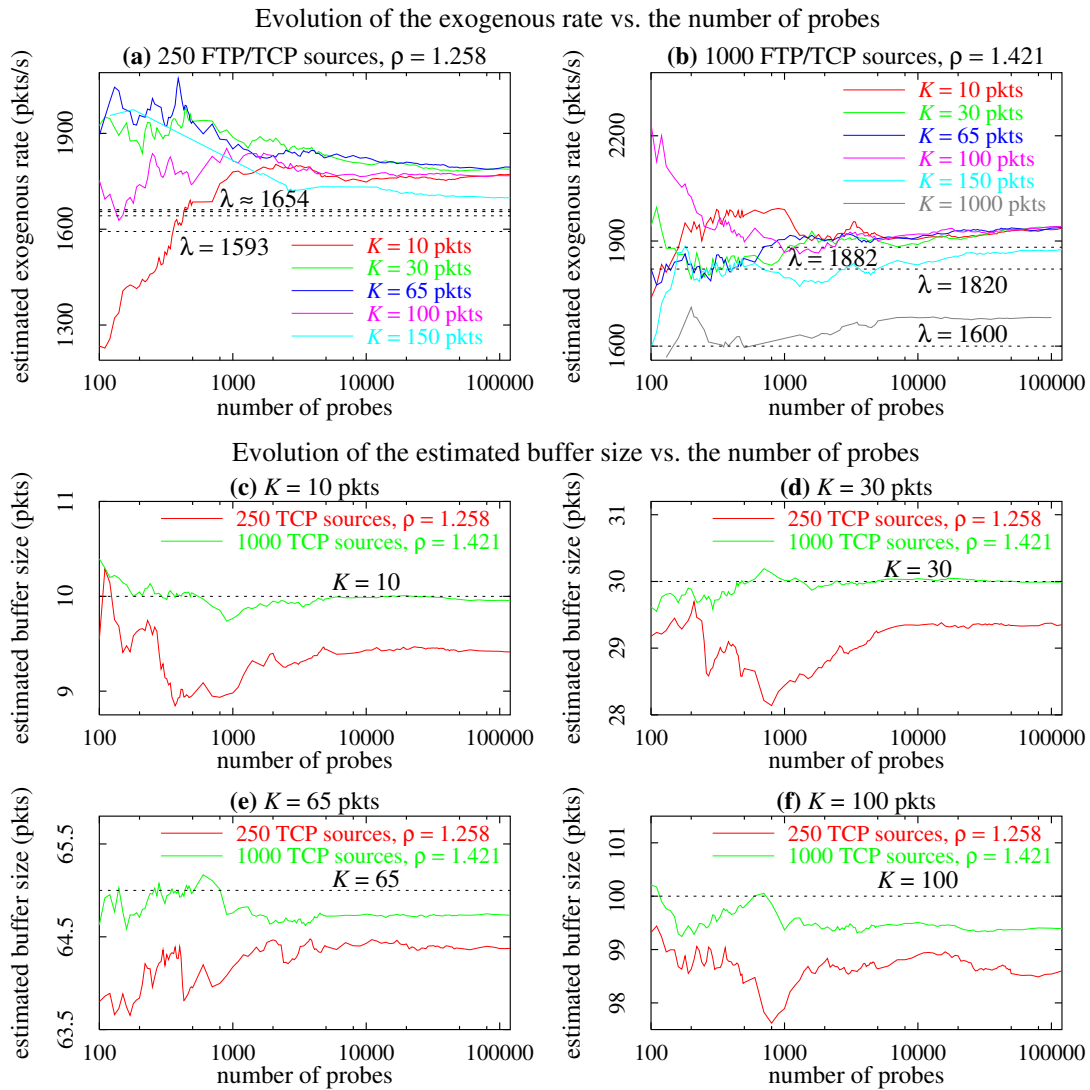 Evolution of the exogenous rate vs. the number of probes
(a) 250 FTP/TCP sources, ρ = 1.258
estimated exogenous rate (pkts/s)
1900
1600
1300
λ ≈ 1654
λ = 1593
K = 10 pkts
K = 30 pkts
K = 65 pkts
K = 100 pkts
K = 150 pkts
100 1000 10000 100000
number of probes
(b) 1000 FTP/TCP sources, ρ = 1.421
estimated exogenous rate (pkts/s)
2200
1900
1600
K = 10 pkts
K = 30 pkts
K = 65 pkts
K = 100 pkts
K = 150 pkts
K = 1000 pkts
λ = 1882
λ = 1820
λ = 1600
100 1000 10000 100000
number of probes
Evolution of the estimated buffer size vs. the number of probes
(c) K = 10 pkts
estimated buffer size (pkts)
11
10
9
250 TCP sources, ρ = 1.258
1000 TCP sources, ρ = 1.421
K = 10
100 1000 10000 100000
number of probes
(d) K = 30 pkts
estimated buffer size (pkts)
31
30
29
28
250 TCP sources, ρ = 1.258
1000 TCP sources, ρ = 1.421
K = 30
100 1000 10000 100000
number of probes
(e) K = 65 pkts
estimated buffer size (pkts)
65.5
64.5
63.5
250 TCP sources, ρ = 1.258
1000 TCP sources, ρ = 1.421
K = 65
100 1000 10000 100000
number of probes
(f) K = 100 pkts
estimated buffer size (pkts)
101
100
99
98
250 TCP sources, ρ = 1.258
1000 TCP sources, ρ = 1.421
K = 100
100 1000 10000 100000
number of probes